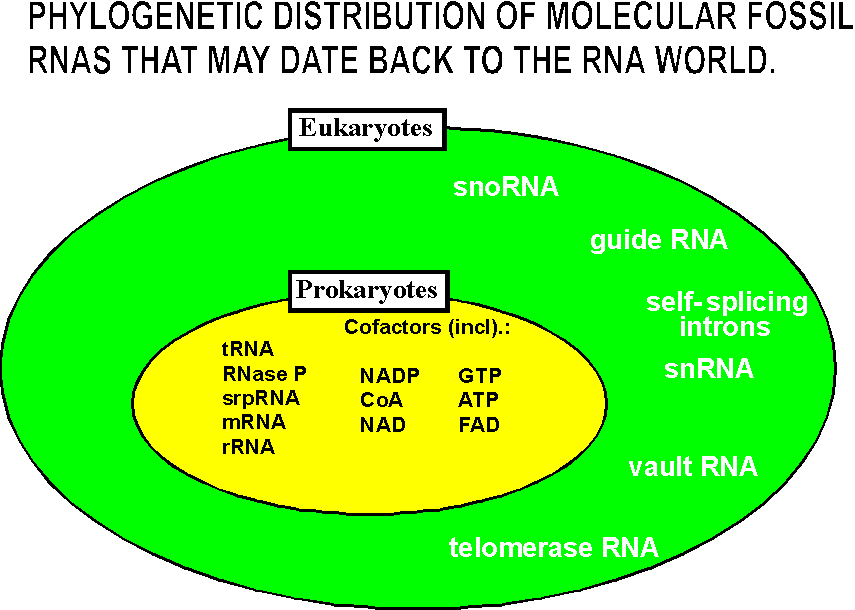 PHYLOGENETIC DISTRIBUTION OF MOLECULAR FOSSIL
RNAS THAT MAY DATE BACK TO THE RNA WORLD.
Eukaryotes
snoRNA
guide RNA
self-splicing
introns
snRNA
vault RNA
telomerase RNA
Prokaryotes
Cofactors (incl).:
tRNA
RNase P
srpRNA
mRNA
rRNA
NADP GTP
CoA ATP
NAD FAD